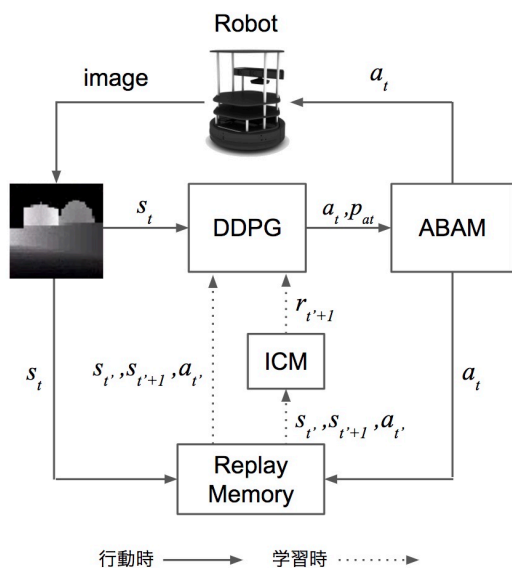 Robot
image
a_t
s_t
DDPG
a_t,p_at
ABAM
r_t'+1
ICM
s_t
s_t',s_t'+1,a_t'
s_t',s_t'+1,a_t'
a_t
Replay
Memory
行動時
学習時